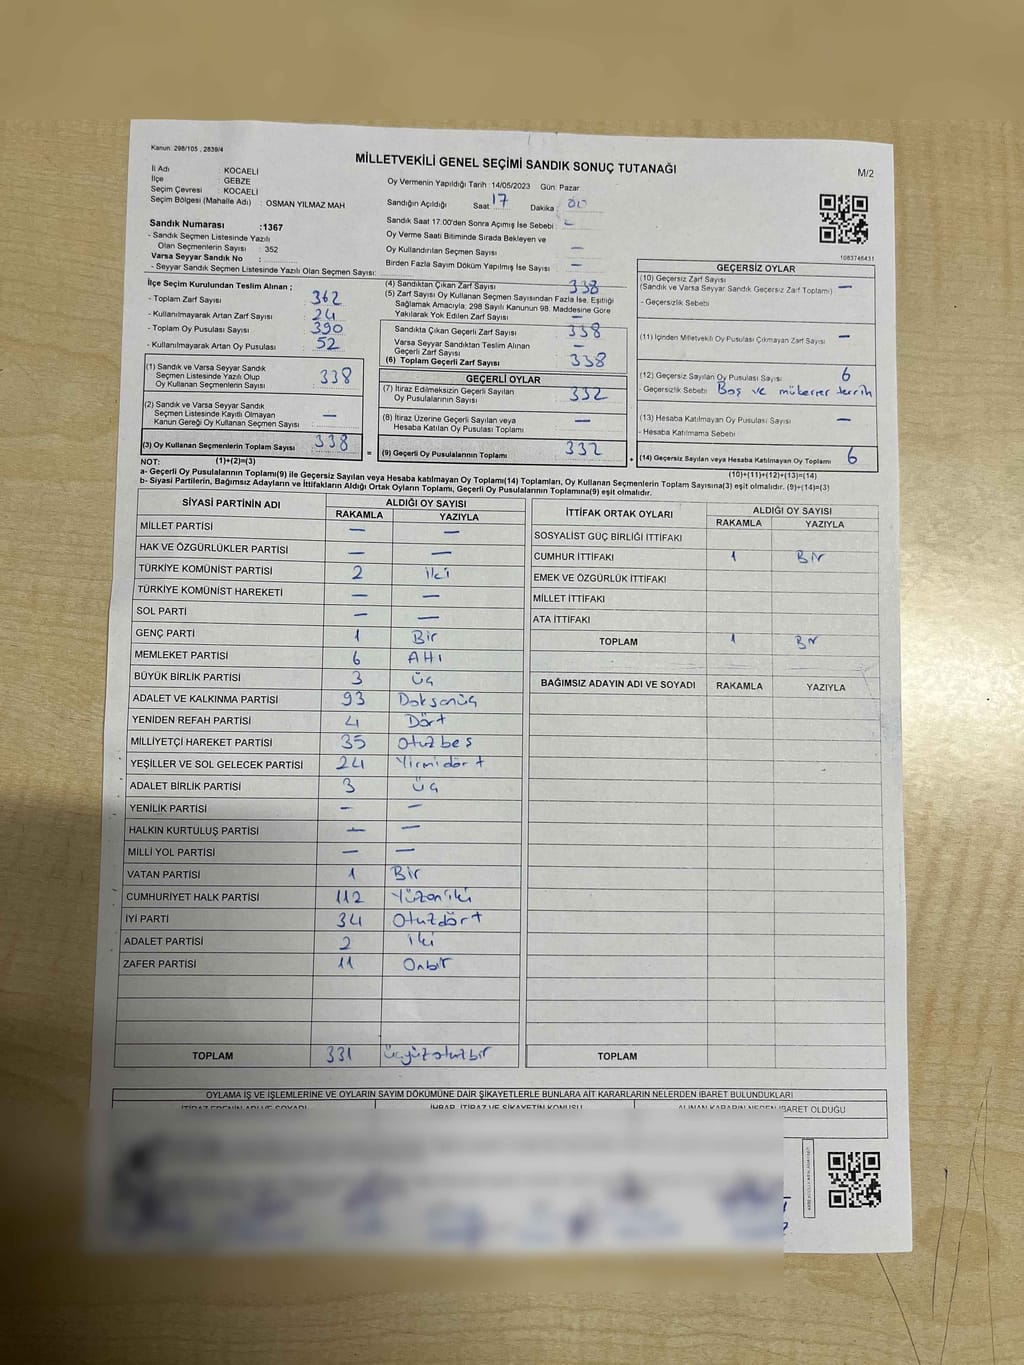 Kanun: 298/105 , 2839/4
MİLLETVEKİLİ GENEL SEÇİMİ SANDIK SONUÇ TUTANAĞI
M/2
İl Adı : KOCAELİ
İlçe : GEBZE
Seçim Çevresi : KOCAELİ
Seçim Bölgesi (Mahalle Adı) : OSMAN YILMAZ MAH
Oy Vermenin Yapıldığı Tarih :14/05/2023 Gün: Pazar
Sandığın Açıldığı Saat 17 Dakika 00
Sandık Saat 17:00'den Sonra Açımış İse Sebebi : –
Oy Verme Saati Bitiminde Sırada Bekleyen ve
Oy Kullandırılan Seçmen Sayısı –
Birden Fazla Sayım Döküm Yapılmış İse Sayısı : –
1083746431
Sandık Numarası :1367
- Sandık Seçmen Listesinde Yazılı
Olan Seçmenlerin Sayısı : 352
Varsa Seyyar Sandık No :
- Seyyar Sandık Seçmen Listesinde Yazılı Olan Seçmen Sayısı:
İlçe Seçim Kurulundan Teslim Alınan ;
- Toplam Zarf Sayısı 362
- Kullanılmayarak Artan Zarf Sayısı 24
- Toplam Oy Pusulası Sayısı 390
- Kullanılmayarak Artan Oy Pusulası 52
(1) Sandık ve Varsa Seyyar Sandık
Seçmen Listesinde Yazılı Olup
Oy Kullanan Seçmenlerin Sayısı 338
(2) Sandık ve Varsa Seyyar Sandık
Seçmen Listesinde Kayıtlı Olmayan
Kanun Gereği Oy Kullanan Seçmen Sayısı –
(3) Oy Kullanan Seçmenlerin Toplam Sayısı 338
(1)+(2)=(3)
(4) Sandıktan Çıkan Zarf Sayısı 338
(5) Zarf Sayısı Oy Kullanan Seçmen Sayısından Fazla İse, Eşitliği
Sağlamak Amacıyla, 298 Sayılı Kanunun 98. Maddesine Göre
Yakılarak Yok Edilen Zarf Sayısı –
Sandıkta Çıkan Geçerli Zarf Sayısı 338
Varsa Seyyar Sandıktan Teslim Alınan
Geçerli Zarf Sayısı –
(6) Toplam Geçerli Zarf Sayısı 338
GEÇERLİ OYLAR
(7) İtiraz Edilmeksizin Geçerli Sayılan
Oy Pusulalarının Sayısı 332
(8) İtiraz Üzerine Geçerli Sayılan veya
Hesaba Katılan Oy Pusulası Toplamı –
= (9) Geçerli Oy Pusulalarının Toplamı 332 +
GEÇERSİZ OYLAR
(10) Geçersiz Zarf Sayısı
(Sandık ve Varsa Seyyar Sandık Geçersiz Zarf Toplamı) –
- Geçersizlik Sebebi :
(11) İçinden Milletvekili Oy Pusulası Çıkmayan Zarf Sayısı –
(12) Geçersiz Sayılan Oy Pusulası Sayısı 6
- Geçersizlik Sebebi : Boş ve mükerrer tercih
(13) Hesaba Katılmayan Oy Pusulası Sayısı –
- Hesaba Katılmama Sebebi :
(14) Geçersiz Sayılan veya Hesaba Katılmayan Oy Toplamı 6
(10)+(11)+(12)+(13)=(14)
NOT:
a- Geçerli Oy Pusulalarının Toplamı(9) ile Geçersiz Sayılan veya Hesaba katılmayan Oy Toplamı(14) Toplamları, Oy Kullanan Seçmenlerin Toplam Sayısına(3) eşit olmalıdır. (9)+(14)=(3)
b- Siyasi Partilerin, Bağımsız Adayların ve İttifakların Aldığı Ortak Oyların Toplamı, Geçerli Oy Pusulalarının Toplamına(9) eşit olmalıdır.
SİYASİ PARTİNİN ADI ALDIĞI OY SAYISI
RAKAMLA YAZIYLA
MİLLET PARTİSİ – –
HAK VE ÖZGÜRLÜKLER PARTİSİ – –
TÜRKİYE KOMÜNİST PARTİSİ 2 iki
TÜRKİYE KOMÜNİST HAREKETİ – –
SOL PARTİ – –
GENÇ PARTİ 1 Bir
MEMLEKET PARTİSİ 6 Altı
BÜYÜK BİRLİK PARTİSİ 3 üç
ADALET VE KALKINMA PARTİSİ 93 Doksanüç
YENİDEN REFAH PARTİSİ 4 Dört
MİLLİYETÇİ HAREKET PARTİSİ 35 otuzbeş
YEŞİLLER VE SOL GELECEK PARTİSİ 24 Yirmidört
ADALET BİRLİK PARTİSİ 3 üç
YENİLİK PARTİSİ – –
HALKIN KURTULUŞ PARTİSİ – –
MİLLİ YOL PARTİSİ – –
VATAN PARTİSİ 1 Bir
CUMHURİYET HALK PARTİSİ 112 Yüzoniki
İYİ PARTİ 34 Otuzdört
ADALET PARTİSİ 2 iki
ZAFER PARTİSİ 11 Onbir
TOPLAM 331 üçyüzotuzbir
İTTİFAK ORTAK OYLARI ALDIĞI OY SAYISI
RAKAMLA YAZIYLA
SOSYALİST GÜÇ BİRLİĞİ İTTİFAKI
CUMHUR İTTİFAKI 1 Bir
EMEK VE ÖZGÜRLÜK İTTİFAKI
MİLLET İTTİFAKI
ATA İTTİFAKI
TOPLAM 1 Bir
BAĞIMSIZ ADAYIN ADI VE SOYADI RAKAMLA YAZIYLA
TOPLAM
OYLAMA İŞ VE İŞLEMLERİNE VE OYLARIN SAYIM DÖKÜMÜNE DAİR ŞİKAYETLERLE BUNLARA AİT KARARLARIN NELERDEN İBARET BULUNDUKLARI
İTİRAZ EDENİN ADI VE SOYADI İHBAR, İTİRAZ VE ŞİKAYETİN KONUSU ALINAN KARARIN NEDEN İBARET OLDUĞU